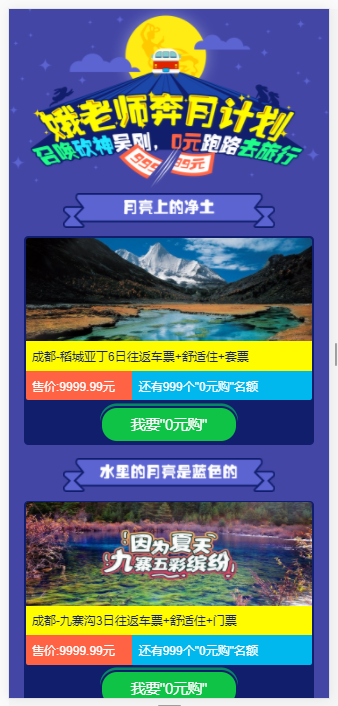 娥老师奔月计划
召唤砍神吴刚，0元跑路去旅行
999 99元
月亮上的净土
成都-稻城亚丁6日往返车票+舒适住+套票
售价:9999.99元 还有999个"0元购"名额
我要"0元购"
水里的月亮是蓝色的
因为夏天
九寨五彩缤纷
成都-九寨沟3日往返车票+舒适住+门票
售价:9999.99元 还有999个"0元购"名额
我要"0元购"